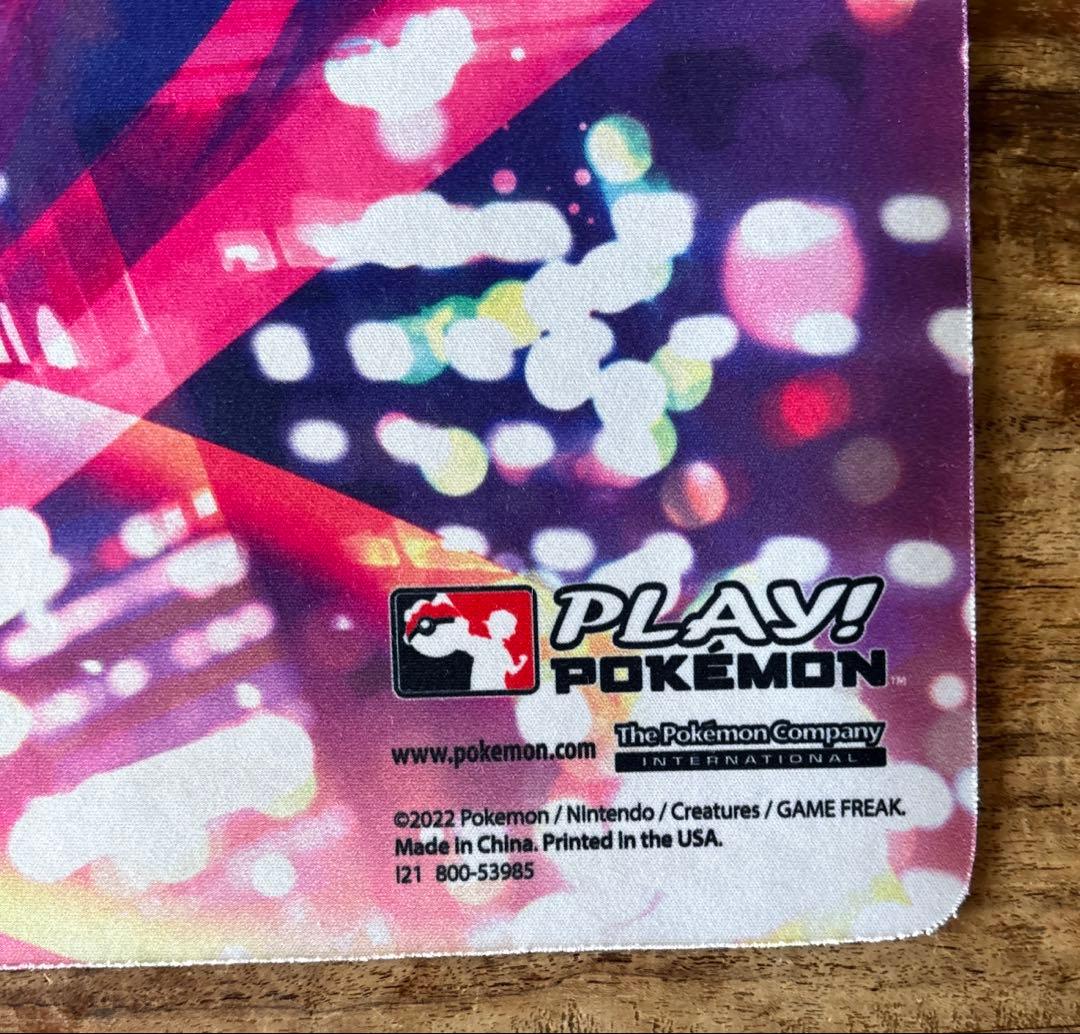 PLAY!
POKÉMON™
www.pokemon.com
The Pokémon Company
INTERNATIONAL
©2022 Pokemon / Nintendo / Creatures / GAME FREAK.
Made in China. Printed in the USA.
I21 800-53985